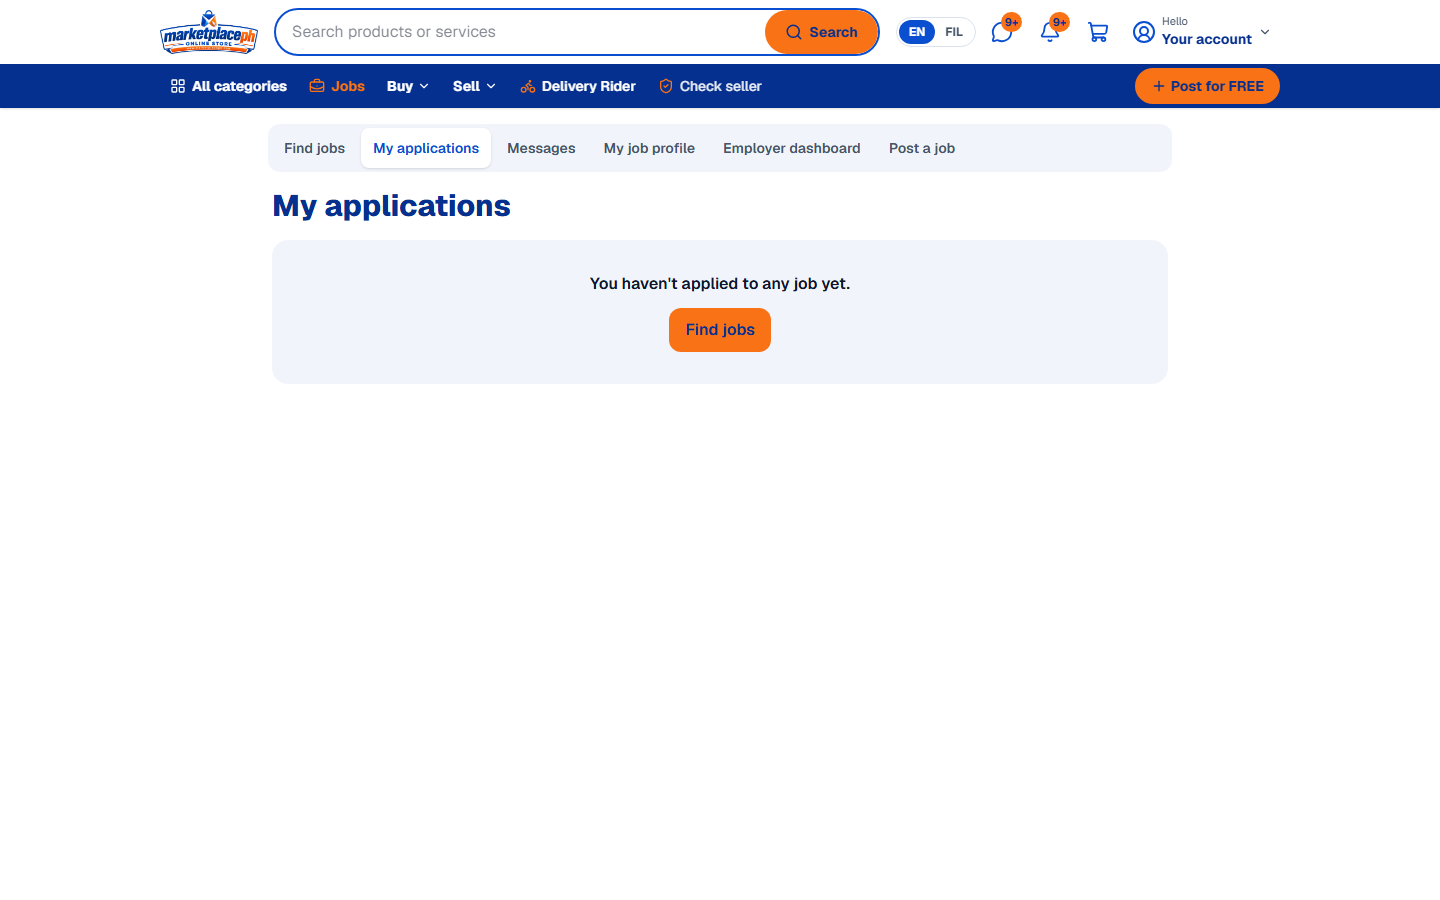 marketplaceph
ONLINE STORE
Search products or services
Search
EN
FIL
9+
9+
Hello
Your account
All categories
Jobs
Buy
Sell
Delivery Rider
Check seller
Post for FREE
Find jobs
My applications
Messages
My job profile
Employer dashboard
Post a job
My applications
You haven't applied to any job yet.
Find jobs